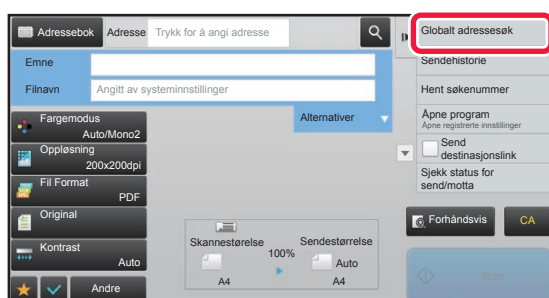 Adressebok Adresse Trykk for å angi adresse
Emne
Filnavn Angitt av systeminnstillinger
Alternativer
Fargemodus
Auto/Mono2
Oppløsning
200x200dpi
Fil Format
PDF
Original
Kontrast
Auto
Andre
Skannestørelse
A4
100%
Sendestørrelse
Auto
A4
Globalt adressesøk
Sendehistorie
Hent søkenummer
Åpne program
Åpne registrerte innstillinger
Send
destinasjonslink
Sjekk status for
send/motta
Forhåndsvis
CA
Start